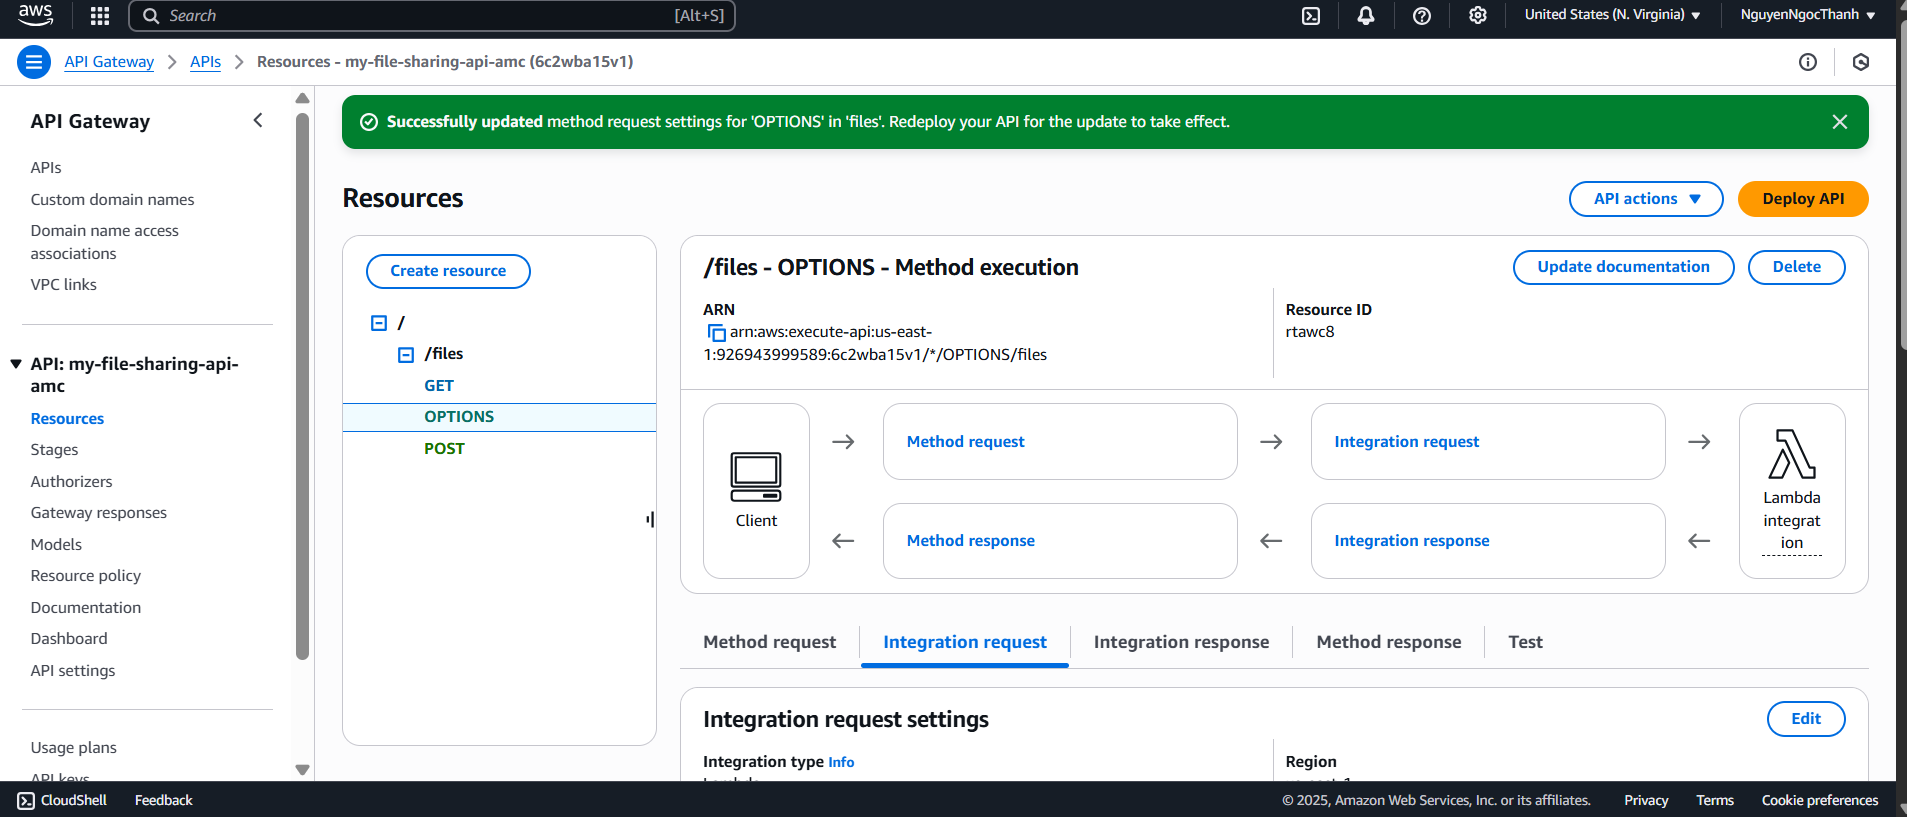 aws
Search
[Alt+S]
United States (N. Virginia)
NguyenNgocThanh
API Gateway
APIs
Resources - my-file-sharing-api-amc (6c2wba15v1)
API Gateway
APIs
Custom domain names
Domain name access
associations
VPC links
API: my-file-sharing-api-
amc
Resources
Stages
Authorizers
Gateway responses
Models
Resource policy
Documentation
Dashboard
API settings
Usage plans
API keys
Successfully updated method request settings for 'OPTIONS' in 'files'. Redeploy your API for the update to take effect.
Resources
API actions
Deploy API
Create resource
/
/files
GET
OPTIONS
POST
/files - OPTIONS - Method execution
Update documentation
Delete
ARN
arn:aws:execute-api:us-east-
1:926943999589:6c2wba15v1/*/OPTIONS/files
Resource ID
rtawc8
Client
Method request
Integration request
Method response
Integration response
Lambda
integrat
ion
Method request
Integration request
Integration response
Method response
Test
Integration request settings
Edit
Integration type Info
Region
CloudShell
Feedback
© 2025, Amazon Web Services, Inc. or its affiliates.
Privacy
Terms
Cookie preferences